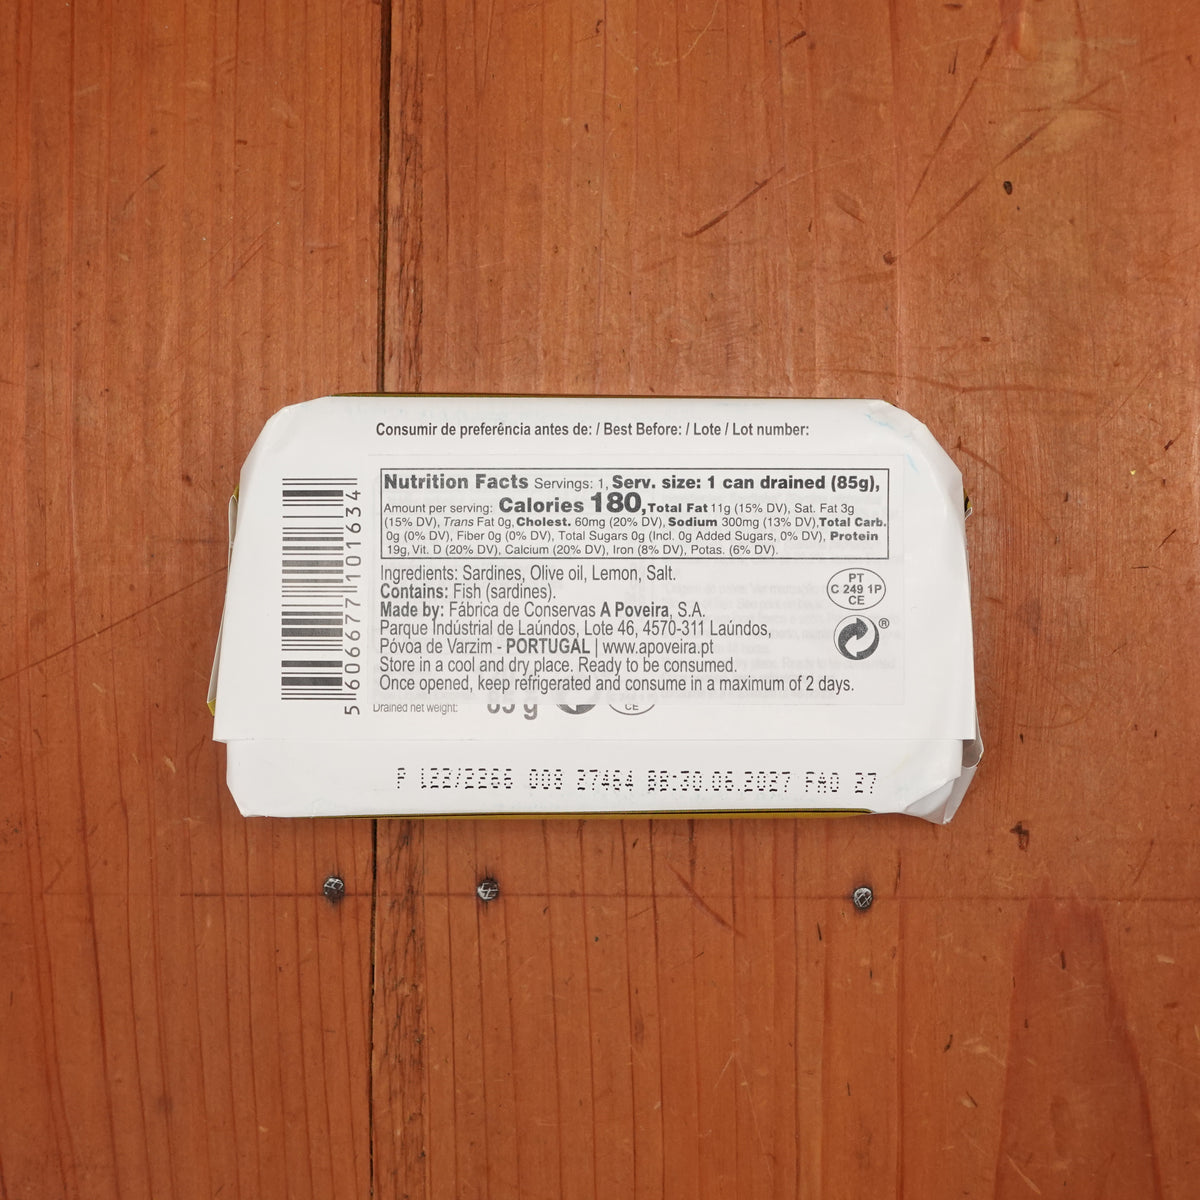 Consumir de preferência antes de: / Best Before: / Lote / Lot number:
Nutrition Facts Servings: 1, Serv. size: 1 can drained (85g),
Amount per serving: Calories 180, Total Fat 11g (15% DV), Sat. Fat 3g
(15% DV), Trans Fat 0g, Cholest. 60mg (20% DV), Sodium 300mg (13% DV), Total Carb.
0g (0% DV), Fiber 0g (0% DV), Total Sugars 0g (Incl. 0g Added Sugars, 0% DV), Protein
19g, Vit. D (20% DV), Calcium (20% DV), Iron (8% DV), Potas. (6% DV).
Ingredients: Sardines, Olive oil, Lemon, Salt.
Contains: Fish (sardines).
Made by: Fábrica de Conservas A Poveira, S.A.
Parque Indústrial de Laúndos, Lote 46, 4570-311 Laúndos,
Póvoa de Varzim - PORTUGAL | www.apoveira.pt
Store in a cool and dry place. Ready to be consumed.
Once opened, keep refrigerated and consume in a maximum of 2 days.
PT
C 249 1P
CE
®
5 606677 101634
Drained net weight:
CE
P L22/2266 008 27464 BB:30.06.2027 FAO 27